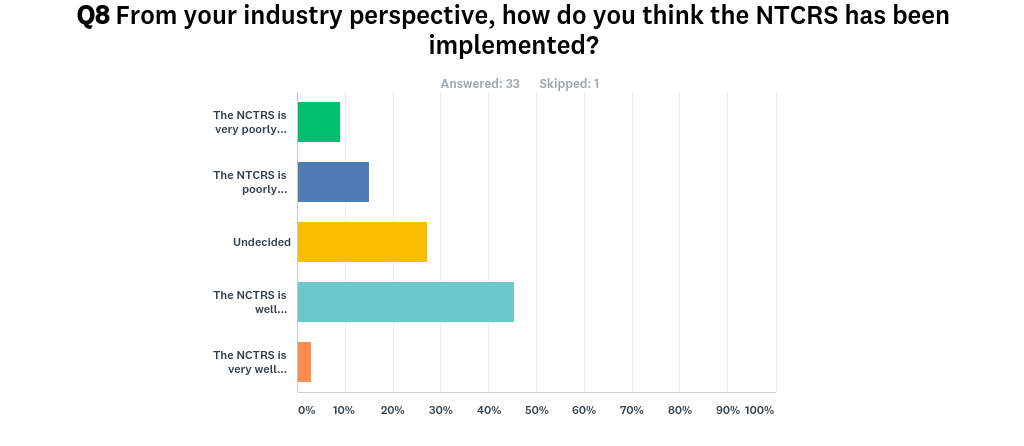 Q8 From your industry perspective, how do you think the NTCRS has been
implemented?
Answered: 33 Skipped: 1
The NCTRS is
very poorly...
The NTCRS is
poorly...
Undecided
The NCTRS is
well...
The NCTRS is
very well...
0% 10% 20% 30% 40% 50% 60% 70% 80% 90% 100%